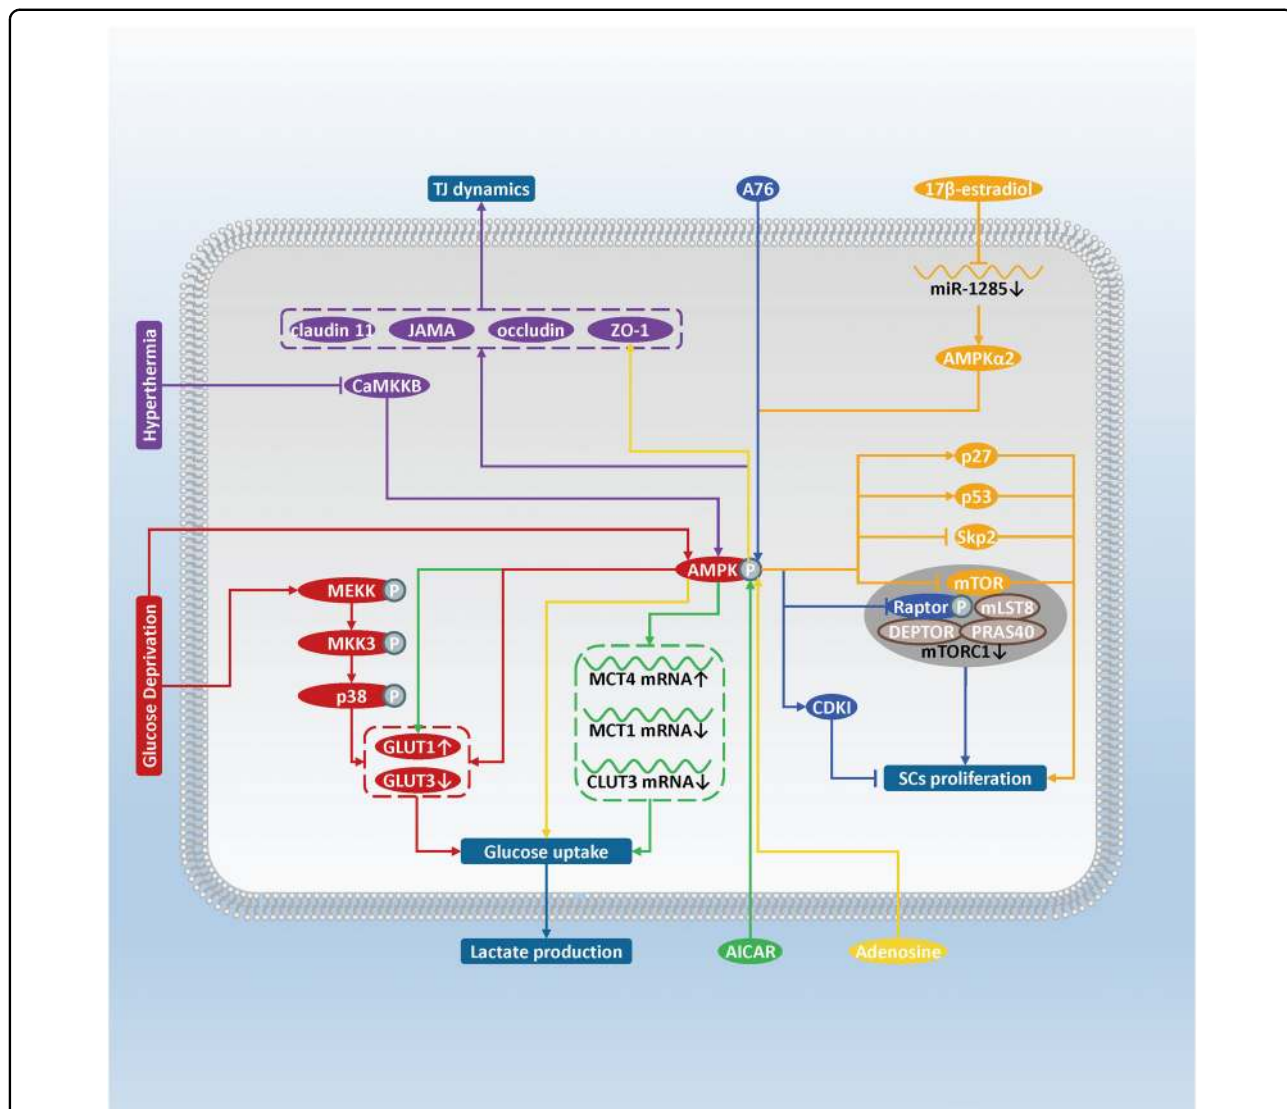 TJ dynamics
A76
17β-estradiol
miR-1285↓
claudin 11
JAMA
occludin
ZO-1
AMPKα2
Hyperthermia
CaMKKB
p27
p53
Skp2
AMPK P
mTOR
MEKK P
Raptor P
mLST8
DEPTOR
PRAS40
mTORC1↓
MKK3 P
Glucose Deprivation
p38 P
MCT4 mRNA↑
CDKI
MCT1 mRNA↓
GLUT1↑
GLUT3↓
CLUT3 mRNA↓
SCs proliferation
Glucose uptake
Lactate production
AICAR
Adenosine